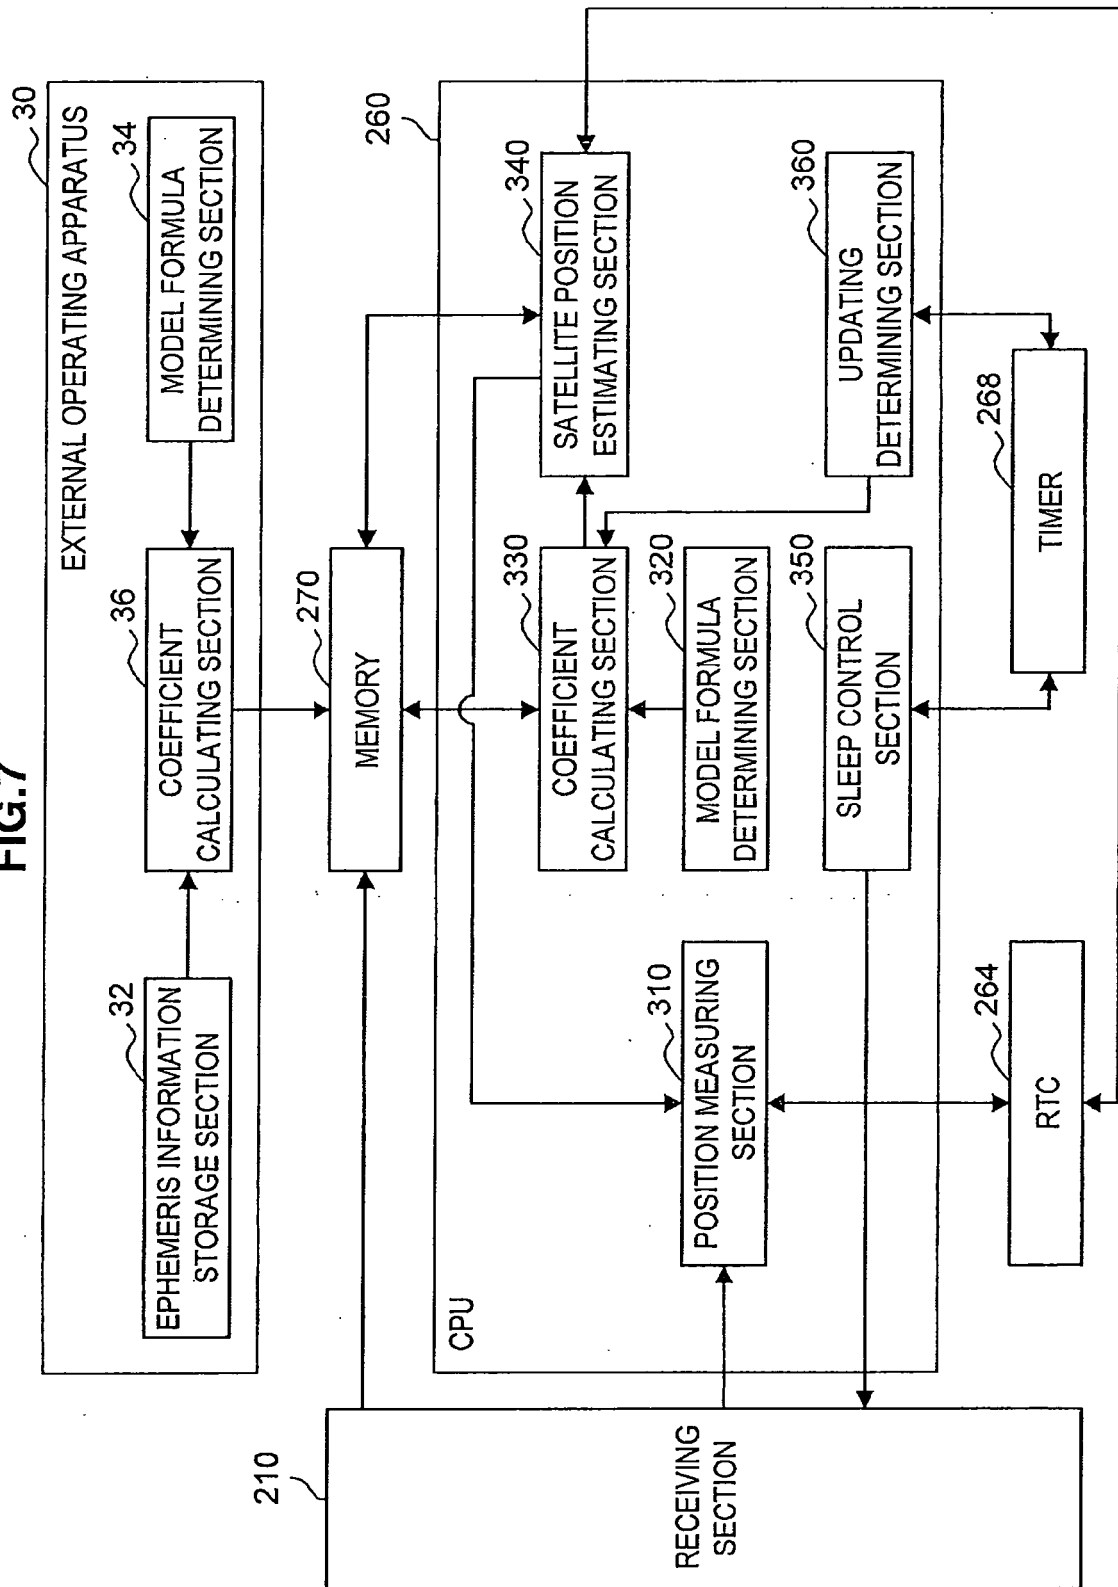 FIG.7
30
EXTERNAL OPERATING APPARATUS
32
EPHEMERIS INFORMATION
STORAGE SECTION
36
COEFFICIENT
CALCULATING SECTION
34
MODEL FORMULA
DETERMINING SECTION
270
MEMORY
210
RECEIVING
SECTION
260
CPU
310
POSITION MEASURING
SECTION
330
COEFFICIENT
CALCULATING SECTION
340
SATELLITE POSITION
ESTIMATING SECTION
320
MODEL FORMULA
DETERMINING SECTION
350
SLEEP CONTROL
SECTION
360
UPDATING
DETERMINING SECTION
264
RTC
268
TIMER